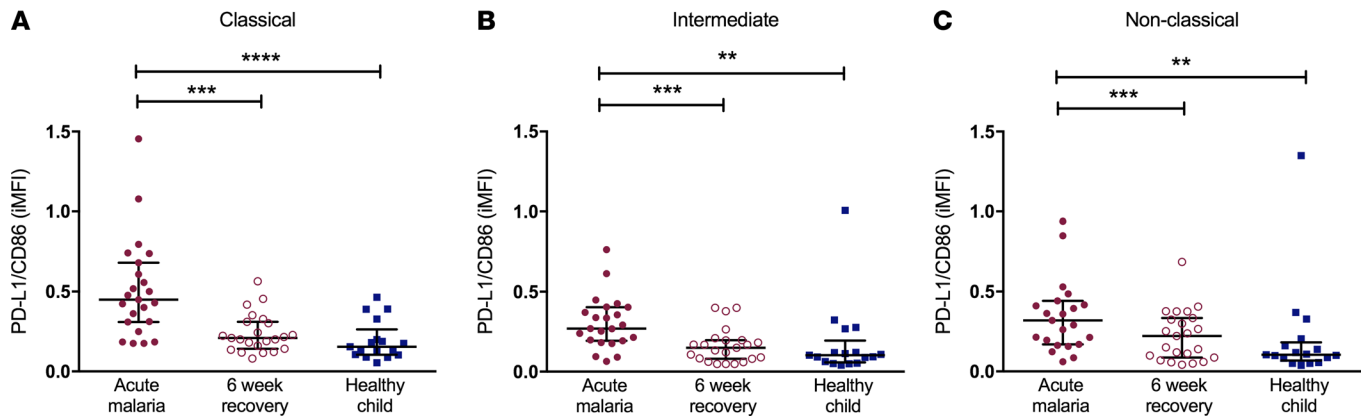 A
Classical
****
***
PD-L1/CD86 (iMFI)
1.5
1.0
0.5
0.0
Acute
malaria
6 week
recovery
Healthy
child
B
Intermediate
**
***
PD-L1/CD86 (iMFI)
1.5
1.0
0.5
0.0
Acute
malaria
6 week
recovery
Healthy
child
C
Non-classical
**
***
PD-L1/CD86 (iMFI)
1.5
1.0
0.5
0.0
Acute
malaria
6 week
recovery
Healthy
child